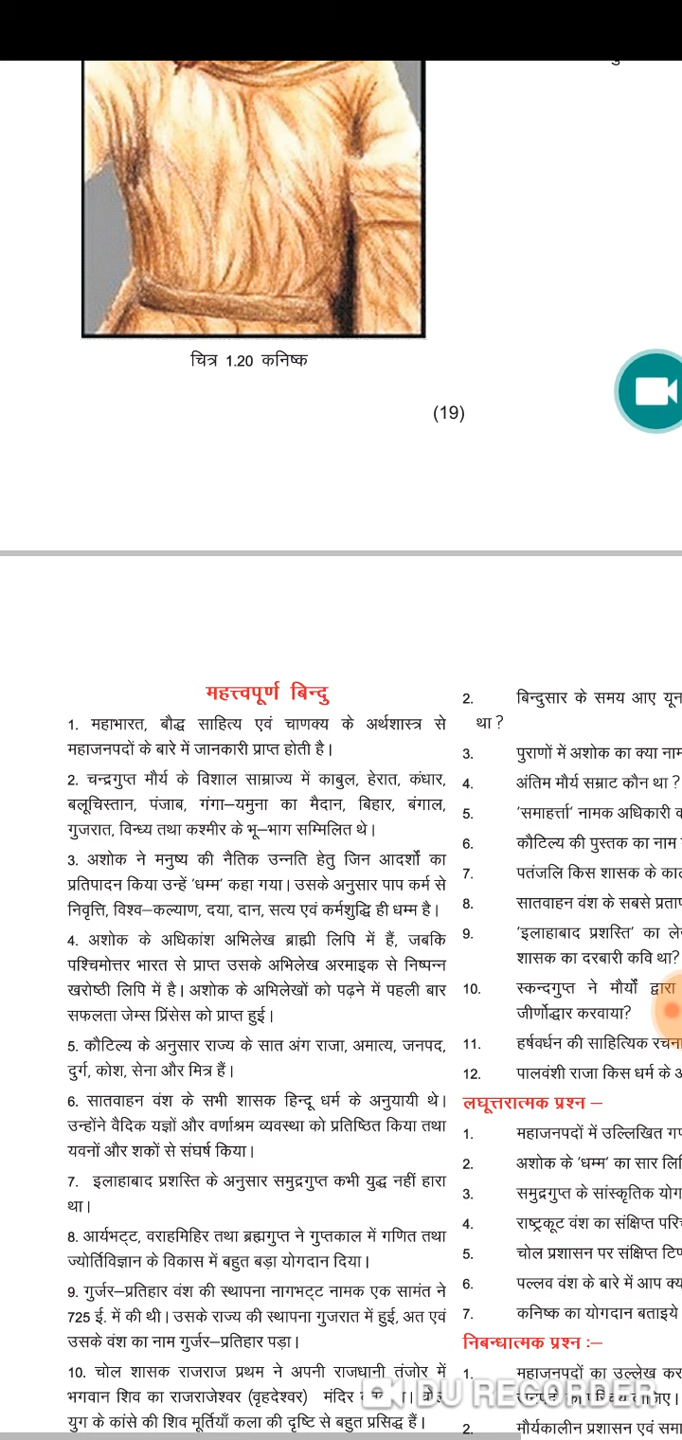 चित्र 1.20 कनिष्क
(19)
महत्त्वपूर्ण बिन्दु
1. महाभारत, बौद्ध साहित्य एवं चाणक्य के अर्थशास्त्र से
महाजनपदों के बारे में जानकारी प्राप्त होती है।
2. चन्द्रगुप्त मौर्य के विशाल साम्राज्य में काबुल, हेरात, कंधार,
बलूचिस्तान, पंजाब, गंगा–यमुना का मैदान, बिहार, बंगाल,
गुजरात, विन्ध्य तथा कश्मीर के भू–भाग सम्मिलित थे।
3. अशोक ने मनुष्य की नैतिक उन्नति हेतु जिन आदर्शों का
प्रतिपादन किया उन्हें ‘धम्म’ कहा गया। उसके अनुसार पाप कर्म से
निवृत्ति, विश्व–कल्याण, दया, दान, सत्य एवं कर्मशुद्धि ही धम्म है।
4. अशोक के अधिकांश अभिलेख ब्राह्मी लिपि में हैं, जबकि
पश्चिमोत्तर भारत से प्राप्त उसके अभिलेख अरमाइक से निष्पन्न
खरोष्ठी लिपि में है। अशोक के अभिलेखों को पढ़ने में पहली बार
सफलता जेम्स प्रिंसेस को प्राप्त हुई।
5. कौटिल्य के अनुसार राज्य के सात अंग राजा, अमात्य, जनपद,
दुर्ग, कोश, सेना और मित्र हैं।
6. सातवाहन वंश के सभी शासक हिन्दू धर्म के अनुयायी थे।
उन्होंने वैदिक यज्ञों और वर्णाश्रम व्यवस्था को प्रतिष्ठित किया तथा
यवनों और शकों से संघर्ष किया।
7. इलाहाबाद प्रशस्ति के अनुसार समुद्रगुप्त कभी युद्ध नहीं हारा
था।
8. आर्यभट्ट, वराहमिहिर तथा ब्रह्मगुप्त ने गुप्तकाल में गणित तथा
ज्योर्तिविज्ञान के विकास में बहुत बड़ा योगदान दिया।
9. गुर्जर–प्रतिहार वंश की स्थापना नागभट्ट नामक एक सामंत ने
725 ई. में की थी। उसके राज्य की स्थापना गुजरात में हुई, अत एवं
उसके वंश का नाम गुर्जर–प्रतिहार पड़ा।
10. चोल शासक राजराज प्रथम ने अपनी राजधानी तंजोर में
भगवान शिव का राजराजेश्वर (वृहदेश्वर) मंदिर
युग के कांसे की शिव मूर्तियाँ कला की दृष्टि से बहुत प्रसिद्ध हैं।
2. बिन्दुसार के समय आए
था?
3. पुराणों में अशोक का क्या
4. अंतिम मौर्य सम्राट कौन था?
5. ‘समाहर्त्ता’ नामक अधिकारी
6. कौटिल्य की पुस्तक का नाम
7. पतंजलि किस शासक के
8. सातवाहन वंश के सबसे
9. ‘इलाहाबाद प्रशस्ति’ का
शासक का दरबारी कवि था?
10. स्कन्दगुप्त ने मौर्यों द्वारा
जीर्णोद्धार करवाया?
11. हर्षवर्धन की साहित्यिक
12. पालवंशी राजा किस धर्म के
लघूत्तरात्मक प्रश्न –
1. महाजनपदों में उल्लिखित
2. अशोक के ‘धम्म’ का सार
3. समुद्रगुप्त के सांस्कृतिक
4. राष्ट्रकूट वंश का संक्षिप्त
5. चोल प्रशासन पर संक्षिप्त
6. पल्लव वंश के बारे में आप
7. कनिष्क का योगदान बताइये
निबन्धात्मक प्रश्न :–
1. महाजनपदों का उल्लेख
2. मौर्यकालीन प्रशासन एवं
DU RECORDER